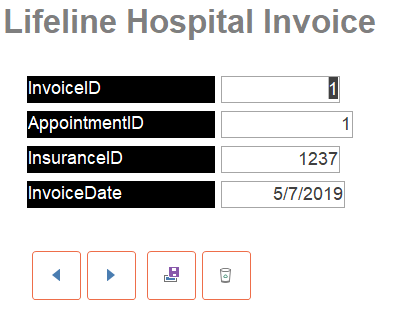 Lifeline Hospital Invoice
InvoiceID 1
AppointmentID 1
InsuranceID 1237
InvoiceDate 5/7/2019